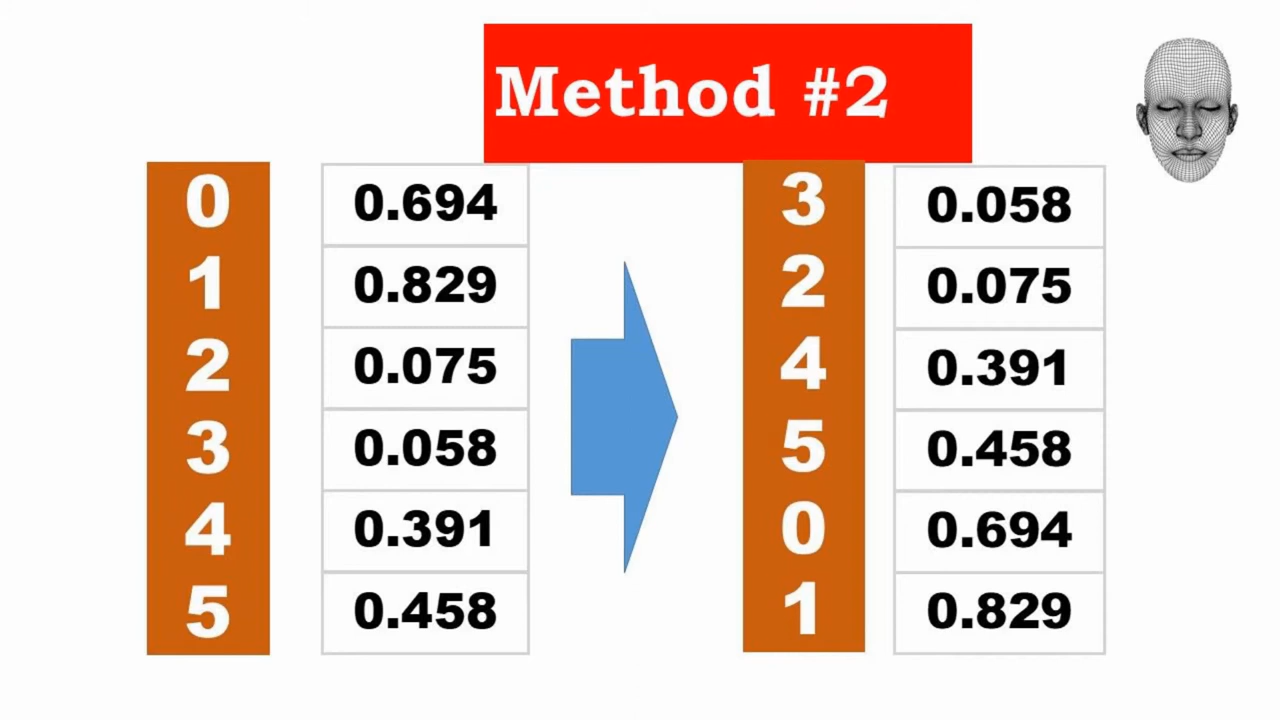 Method #2
0 0.694 3 0.058
1 0.829 2 0.075
2 0.075 4 0.391
3 0.058 5 0.458
4 0.391 0 0.694
5 0.458 1 0.829